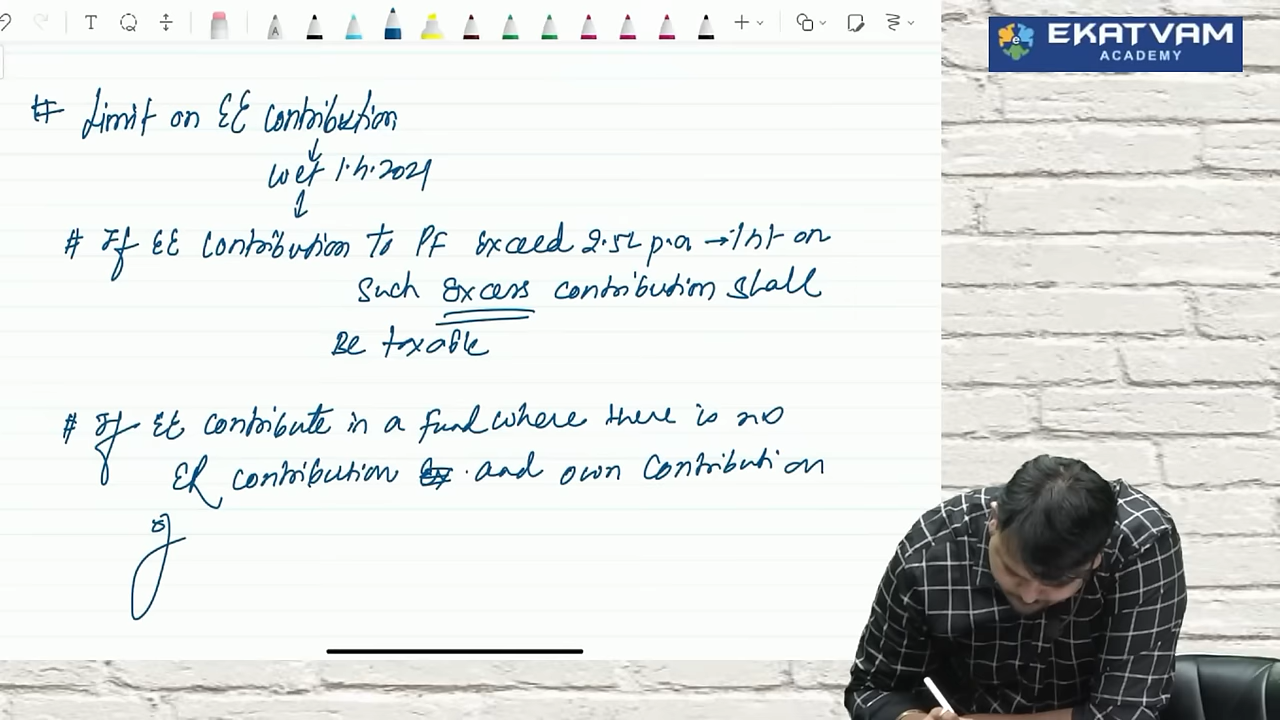 EKATVAM
ACADEMY
# Limit on EE contribution
wef 1.4.2021
# If EE contribution to PF exceed 2.5L p.a → Int on
such excess contribution shall
Be taxable
# If EE contribute in a fund where there is no
ER contribution and own contribution
of